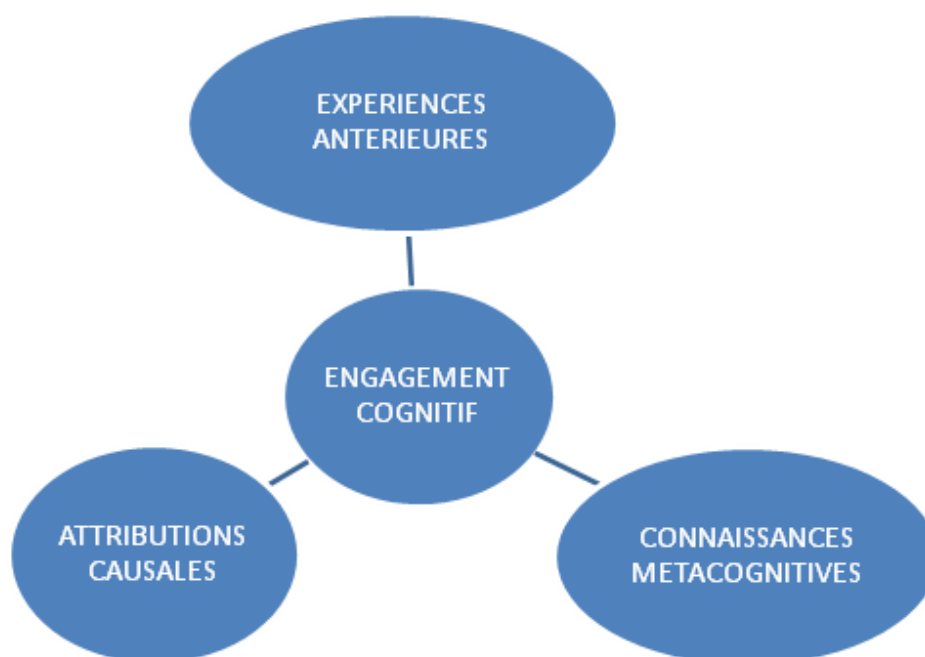 EXPERIENCES
ANTERIEURES
ENGAGEMENT
COGNITIF
ATTRIBUTIONS
CAUSALES
CONNAISSANCES
METACOGNITIVES